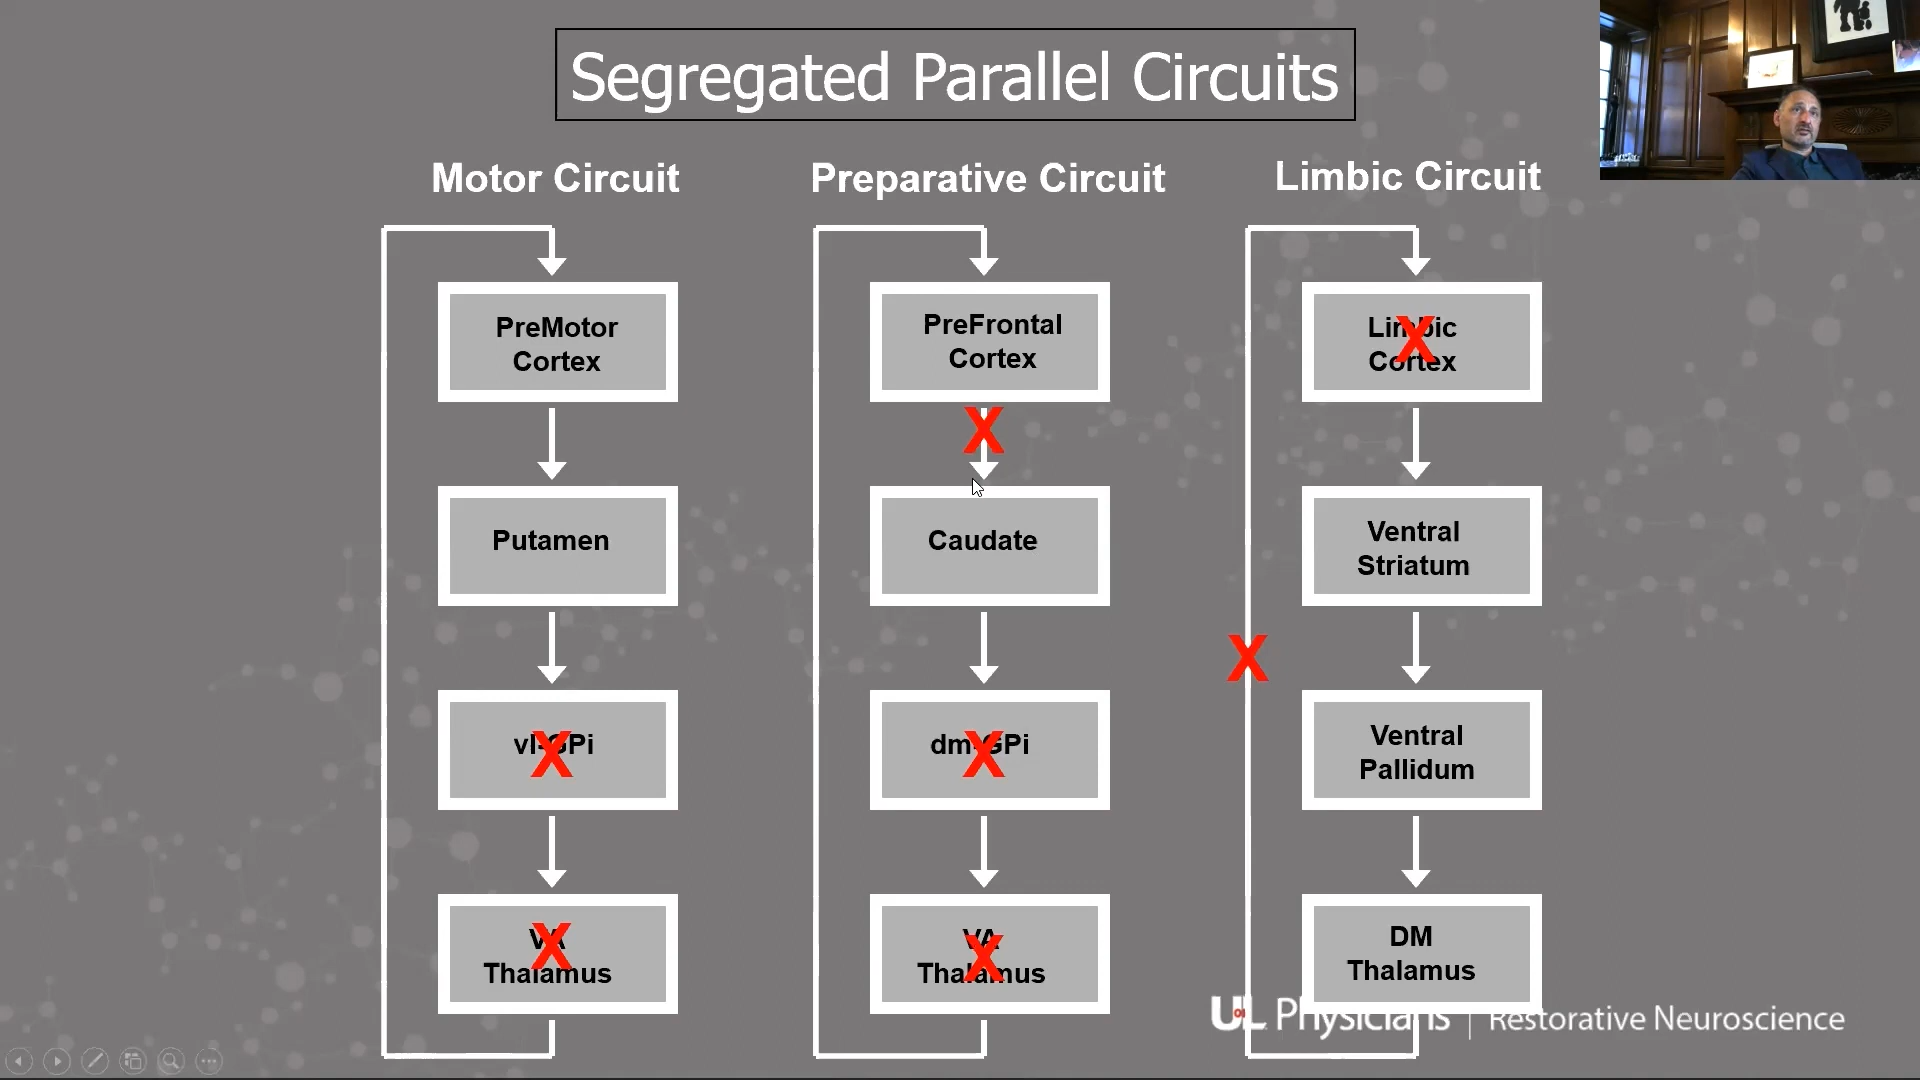 Segregated Parallel Circuits
Motor Circuit
PreMotor
Cortex
Putamen
vl-GPi
X
VA
Thalamus
X
Preparative Circuit
PreFrontal
Cortex
X
Caudate
dm-GPi
X
VA
Thalamus
X
Limbic Circuit
Limbic
Cortex
X
Ventral
Striatum
X
Ventral
Pallidum
DM
Thalamus
UofL Physicians | Restorative Neuroscience